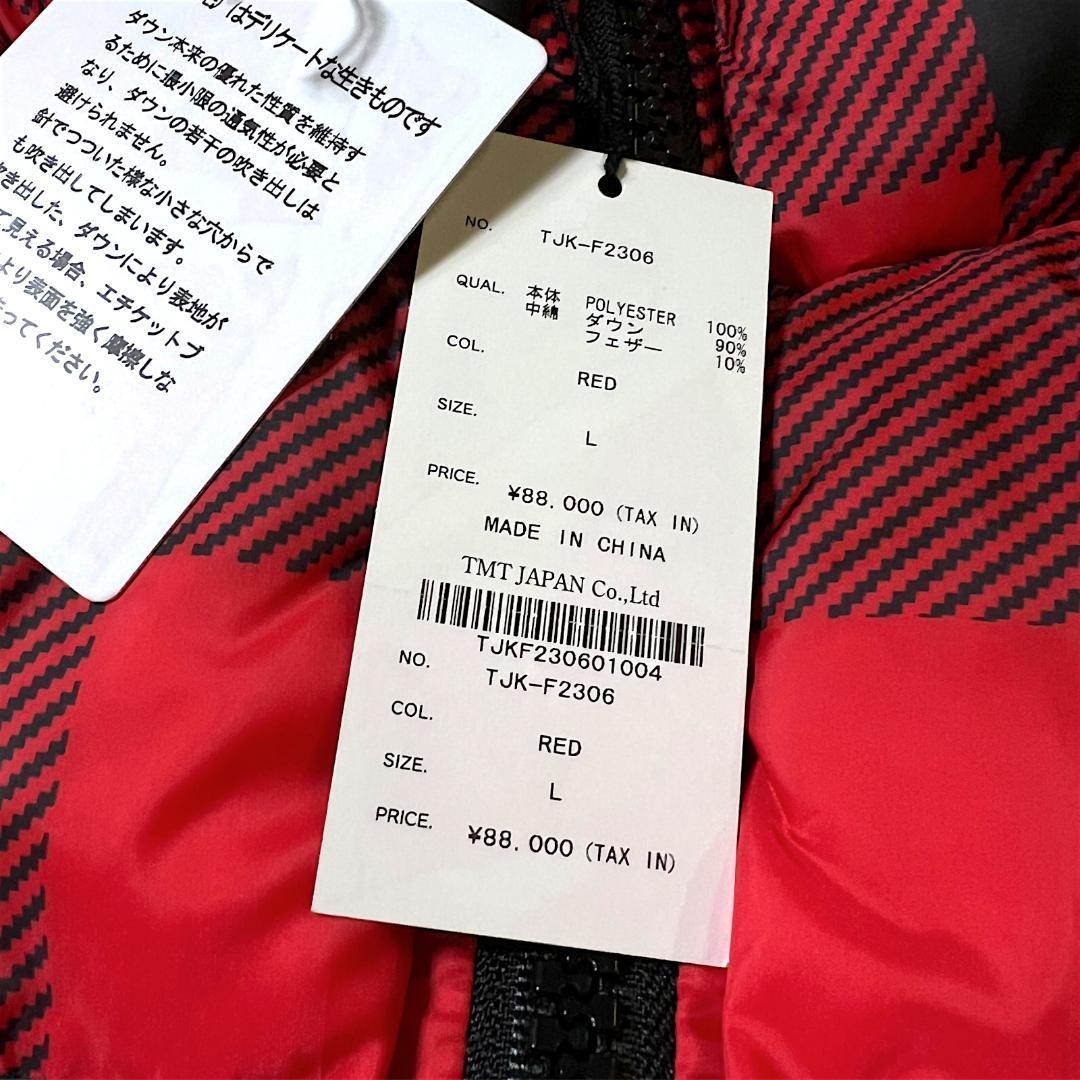 はデリケートな生きものです
ダウン本来の優れた性質を維持す
るために最小限の通気性が必要と
なり、ダウンの若干の吹き出しは
避けられません。
針でつついた様な小さな穴からで
も吹き出してしまいます。
き出した、ダウンにより表地が
て見える場合、エチケットブ
より表面を強く摩擦しな
ってください。
NO. TJK-F2306
QUAL. 本体 POLYESTER 100%
中綿 ダウン 90%
フェザー 10%
COL. RED
SIZE. L
PRICE. ¥88.000 (TAX IN)
MADE IN CHINA
TMT JAPAN Co.,Ltd
TJKF230601004
NO. TJK-F2306
COL. RED
SIZE. L
PRICE. ¥88.000 (TAX IN)